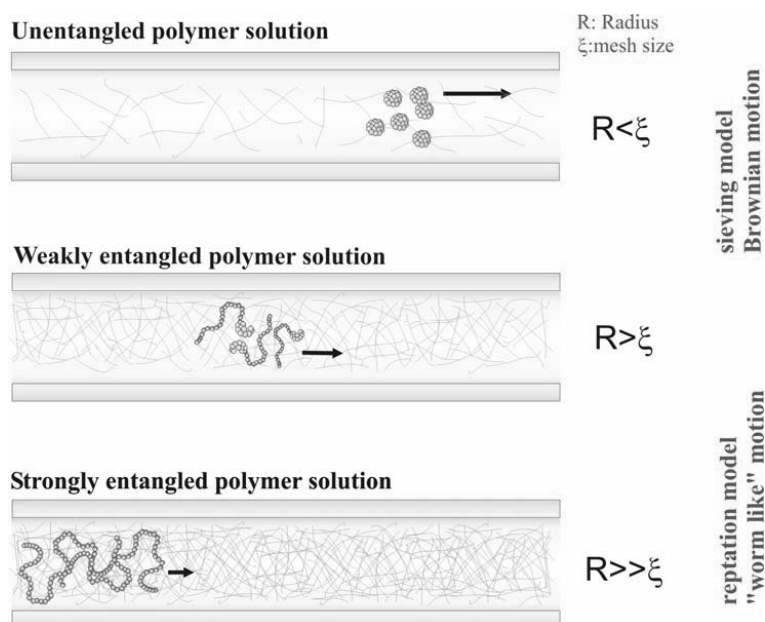 Unentangled polymer solution
R: Radius
ξ:mesh size
R<ξ
sieving model
Brownian motion
Weakly entangled polymer solution
R>ξ
Strongly entangled polymer solution
R>>ξ
reptation model
"worm like" motion